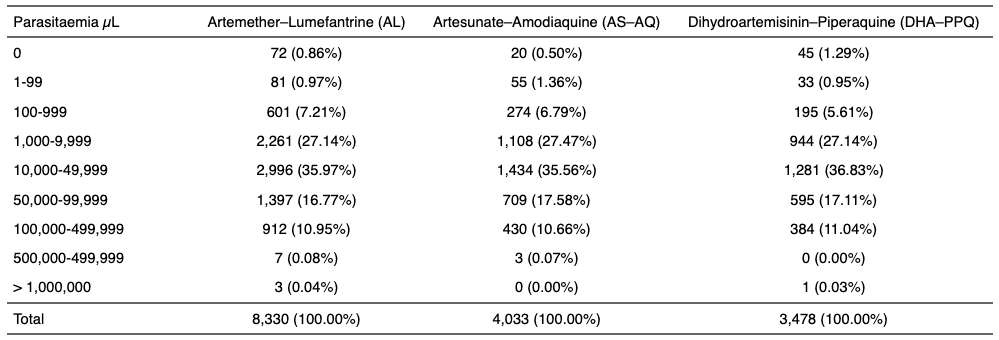 Parasitaemia µL Artemether–Lumefantrine (AL) Artesunate–Amodiaquine (AS–AQ) Dihydroartemisinin–Piperaquine (DHA–PPQ)
0 72 (0.86%) 20 (0.50%) 45 (1.29%)
1-99 81 (0.97%) 55 (1.36%) 33 (0.95%)
100-999 601 (7.21%) 274 (6.79%) 195 (5.61%)
1,000-9,999 2,261 (27.14%) 1,108 (27.47%) 944 (27.14%)
10,000-49,999 2,996 (35.97%) 1,434 (35.56%) 1,281 (36.83%)
50,000-99,999 1,397 (16.77%) 709 (17.58%) 595 (17.11%)
100,000-499,999 912 (10.95%) 430 (10.66%) 384 (11.04%)
500,000-499,999 7 (0.08%) 3 (0.07%) 0 (0.00%)
> 1,000,000 3 (0.04%) 0 (0.00%) 1 (0.03%)
Total 8,330 (100.00%) 4,033 (100.00%) 3,478 (100.00%)